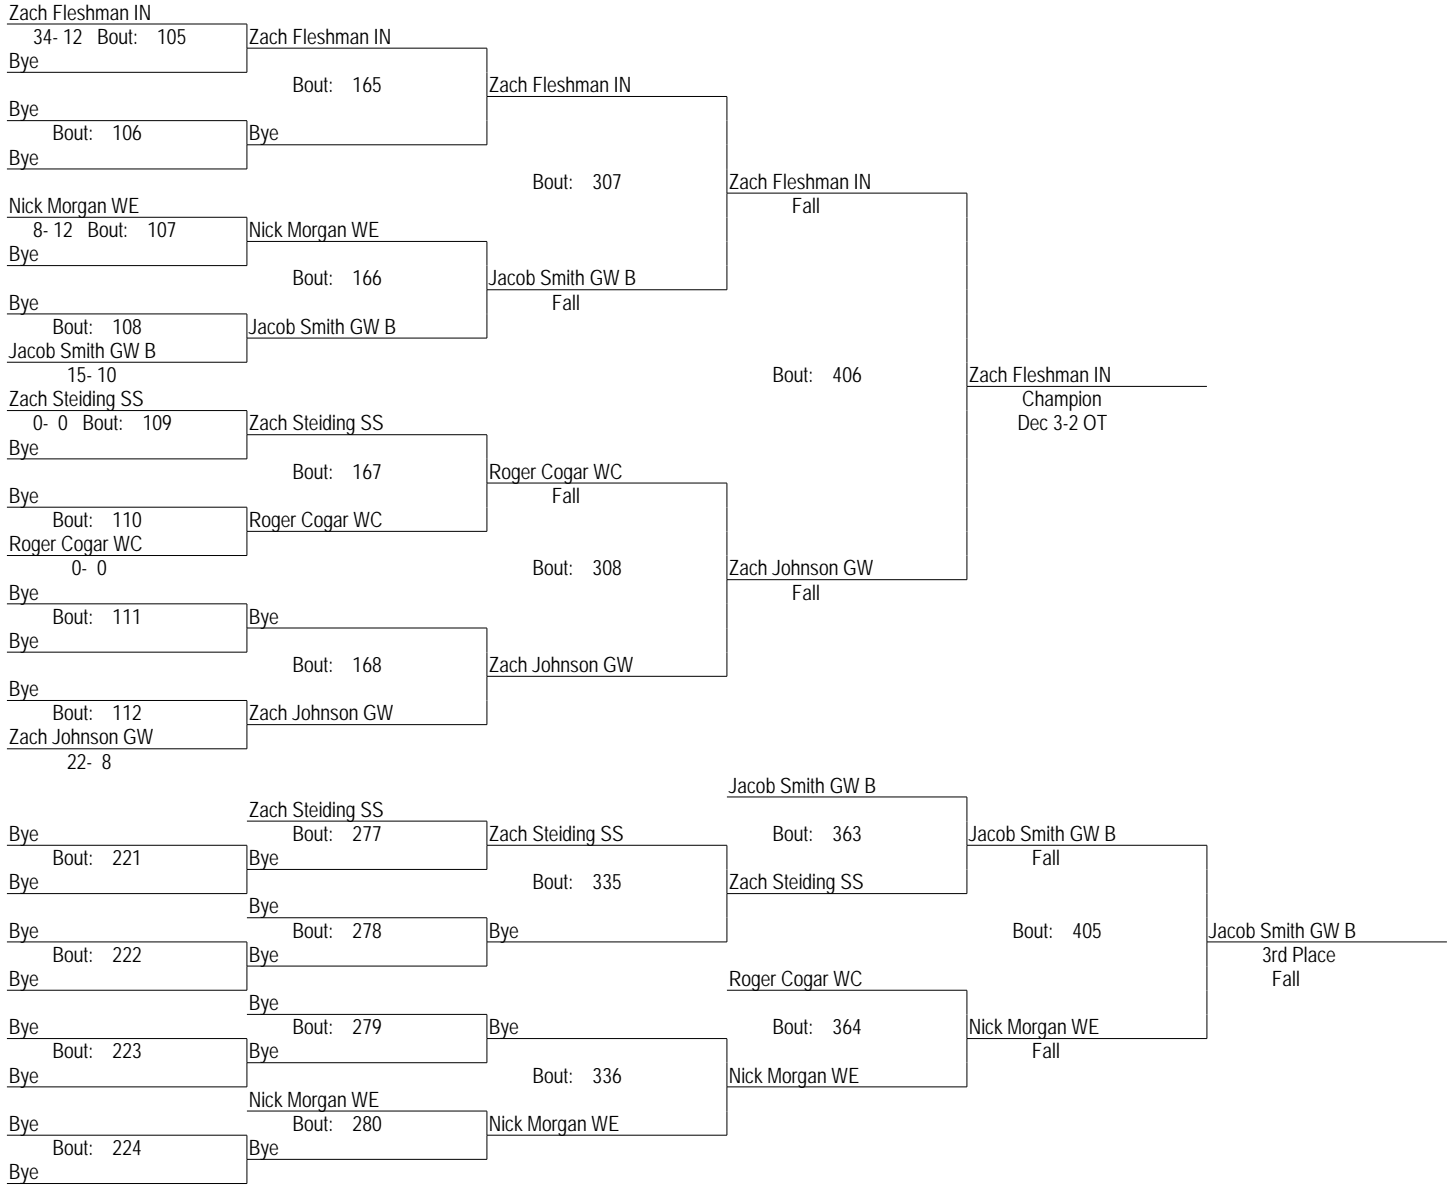 Zach Fleshman IN
34- 12 Bout: 105 Zach Fleshman IN
Bye
Bout: 165 Zach Fleshman IN
Bye
Bout: 106 Bye
Bye
Bout: 307 Zach Fleshman IN
Nick Morgan WE Fall
8- 12 Bout: 107 Nick Morgan WE
Bye
Bout: 166 Jacob Smith GW B
Bye Fall
Bout: 108 Jacob Smith GW B
Jacob Smith GW B
15- 10 Bout: 406 Zach Fleshman IN
Zach Steiding SS Champion
0- 0 Bout: 109 Zach Steiding SS Dec 3-2 OT
Bye
Bout: 167 Roger Cogar WC
Bye Fall
Bout: 110 Roger Cogar WC
Roger Cogar WC
0- 0 Bout: 308 Zach Johnson GW
Bye Fall
Bout: 111 Bye
Bye
Bout: 168 Zach Johnson GW
Bye
Bout: 112 Zach Johnson GW
Zach Johnson GW
22- 8
Jacob Smith GW B
Zach Steiding SS
Bye Bout: 277 Zach Steiding SS Bout: 363 Jacob Smith GW B
Bout: 221 Bye Fall
Bye Bout: 335 Zach Steiding SS
Bye
Bye Bout: 278 Bye Bout: 405 Jacob Smith GW B
Bout: 222 Bye 3rd Place
Bye Roger Cogar WC Fall
Bye
Bye Bout: 279 Bye Bout: 364 Nick Morgan WE
Bout: 223 Bye Fall
Bye Bout: 336 Nick Morgan WE
Nick Morgan WE
Bye Bout: 280 Nick Morgan WE
Bout: 224 Bye
Bye